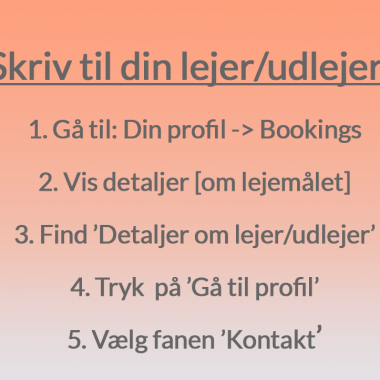 Skriv til din lejer/udlejer
1. Gå til: Din profil -> Bookings
2. Vis detaljer [om lejemålet]
3. Find ’Detaljer om lejer/udlejer’
4. Tryk  på ’Gå til profil’
5. Vælg fanen ’Kontakt’